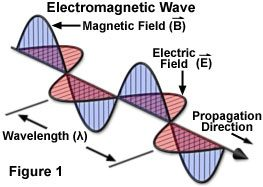 Electromagnetic Wave
Magnetic Field (B⃗)
Electric
Field (E⃗)
Propagation
Direction
Wavelength (λ)
Figure 1